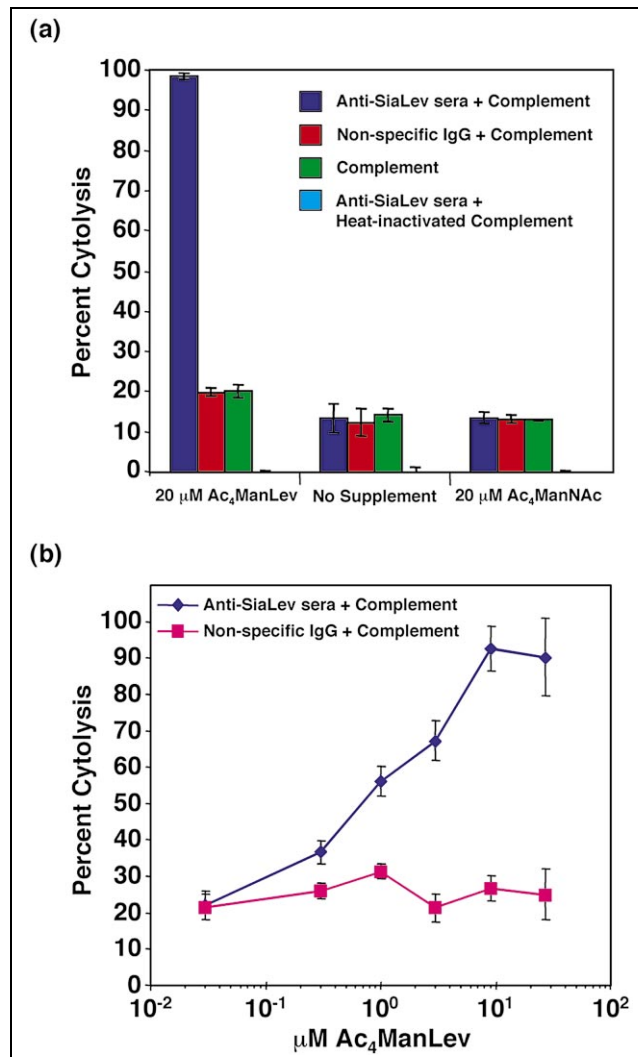 (a)
100
90
80
70
60
50
40
30
20
10
0
Percent Cytolysis
Anti-SiaLev sera + Complement
Non-specific IgG + Complement
Complement
Anti-SiaLev sera +
Heat-inactivated Complement
20 μM Ac₄ManLev
No Supplement
20 μM Ac₄ManNAc
(b)
Anti-SiaLev sera + Complement
Non-specific IgG + Complement
100
90
80
70
60
50
40
30
20
10
0
Percent Cytolysis
10⁻²
10⁻¹
10⁰
10¹
10²
μM Ac₄ManLev